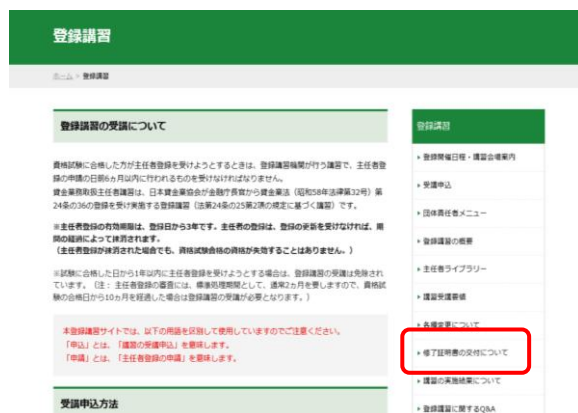 登録講習
ホーム > 登録講習
登録講習の受講について
資格試験に合格した方が主任者登録を受けようとするときは、登録講習機関が行う講習で、主任者登
録の申請の日前6ヵ月以内に行われるものを受けなければなりません。
貸金業務取扱主任者講習は、日本貸金業協会が金融庁長官から貸金業法（昭和58年法律第32号）第
24条の36の登録を受け実施する登録講習（法第24条の25第2項の規定に基づく講習）です。
※主任者登録の有効期限は、登録日から3年です。主任者の登録は、登録の更新を受けなければ、期
間の経過によって抹消されます。
（主任者登録が抹消された場合でも、資格試験合格の資格が失効することはありません。）
※試験に合格した日から1年以内に主任者登録を受けようとする場合は、登録講習の受講は免除され
ています。（注：主任者登録の審査には、標準処理期間として、通常2ヵ月を要しますので、資格試
験の合格日から10ヵ月を経過した場合は登録講習の受講が必要となります。）
本登録講習サイトでは、以下の用語を区別して使用していますのでご注意ください。
「申込」とは、「講習の受講申込」を意味します。
「申請」とは、「主任者登録の申請」を意味します。
受講申込方法
登録講習
登録開催日程・講習会場案内
受講申込
団体責任者メニュー
登録講習の概要
主任者ライブラリー
講習受講要領
各種変更について
修了証明書の交付について
講習の実施結果について
登録講習に関するQ&A